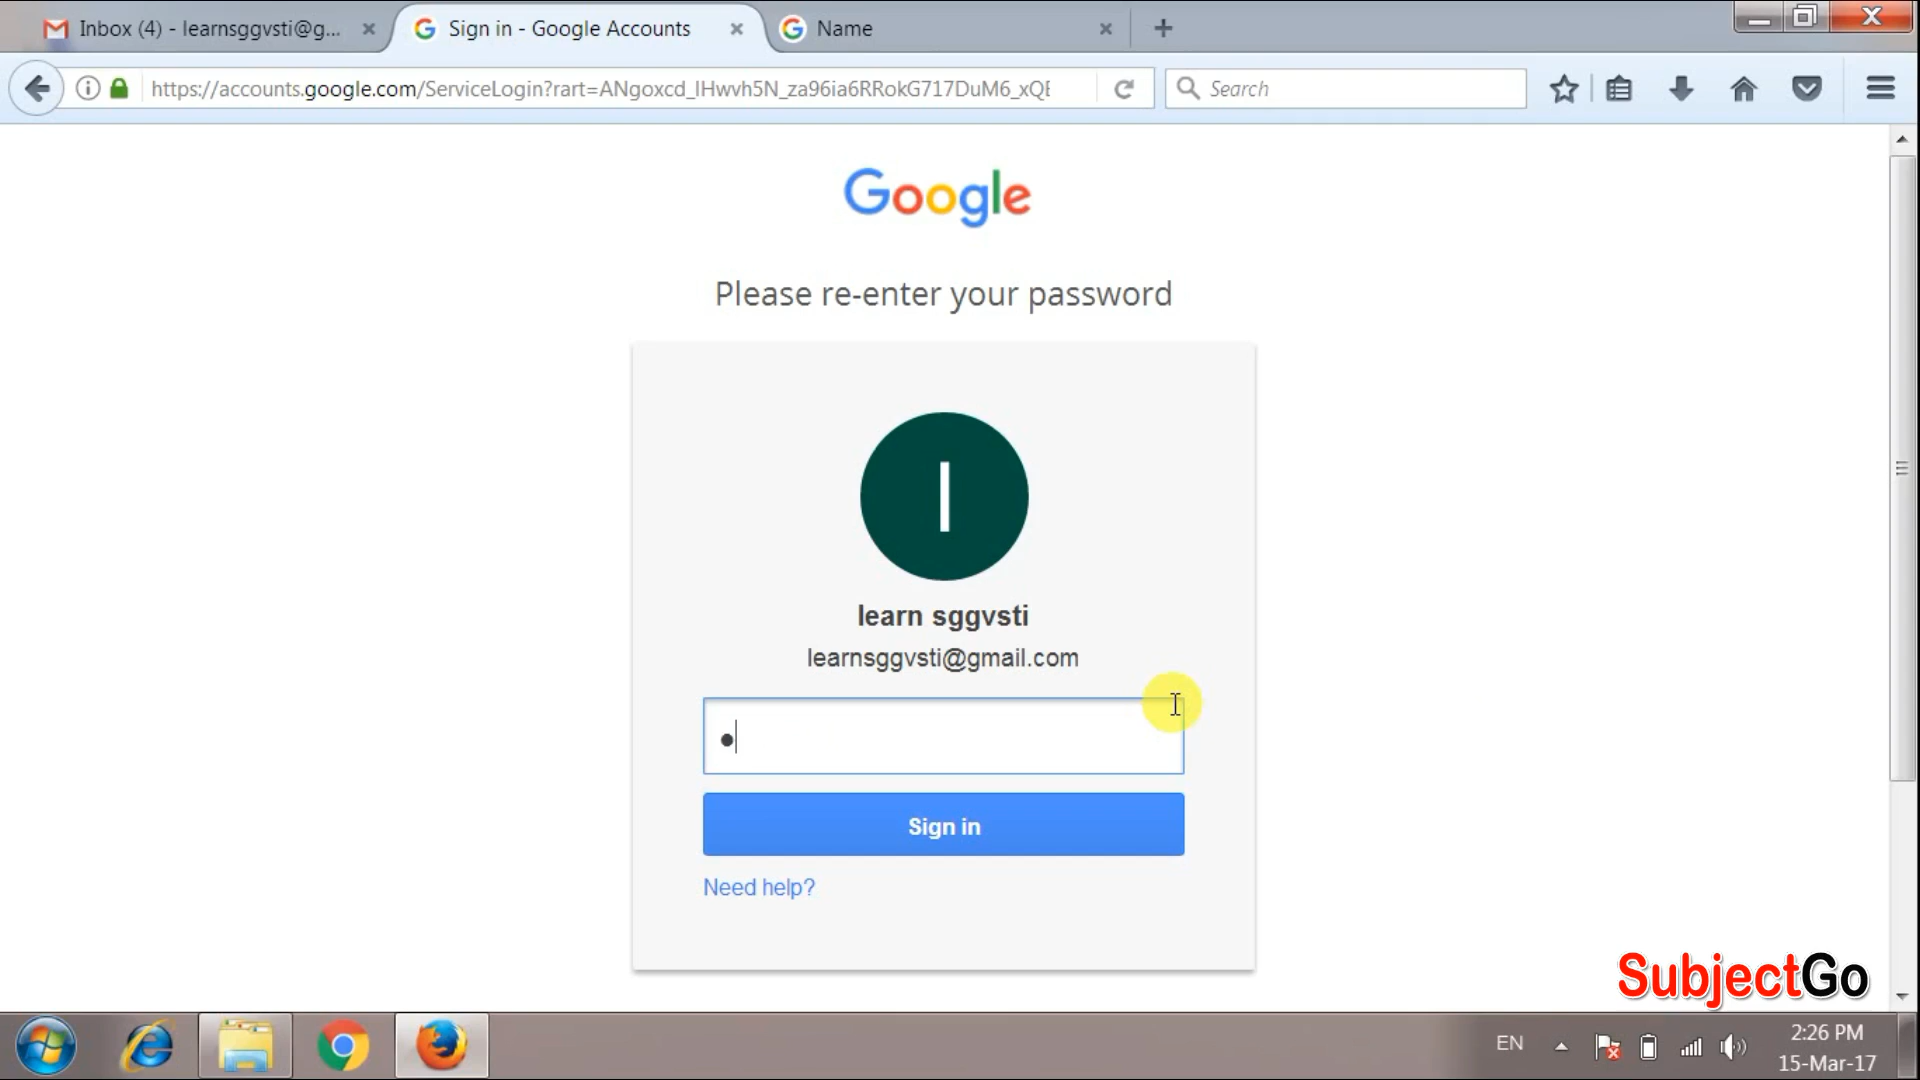 Inbox (4) - learnsggvsti@g...
Sign in - Google Accounts
Name
https://accounts.google.com/ServiceLogin?rart=ANgoxcd_lHwvh5N_za96ia6RRokG717DuM6_xQE
Search
Google
Please re-enter your password
l
learn sggvsti
learnsggvsti@gmail.com
Sign in
Need help?
SubjectGo
EN
2:26 PM
15-Mar-17